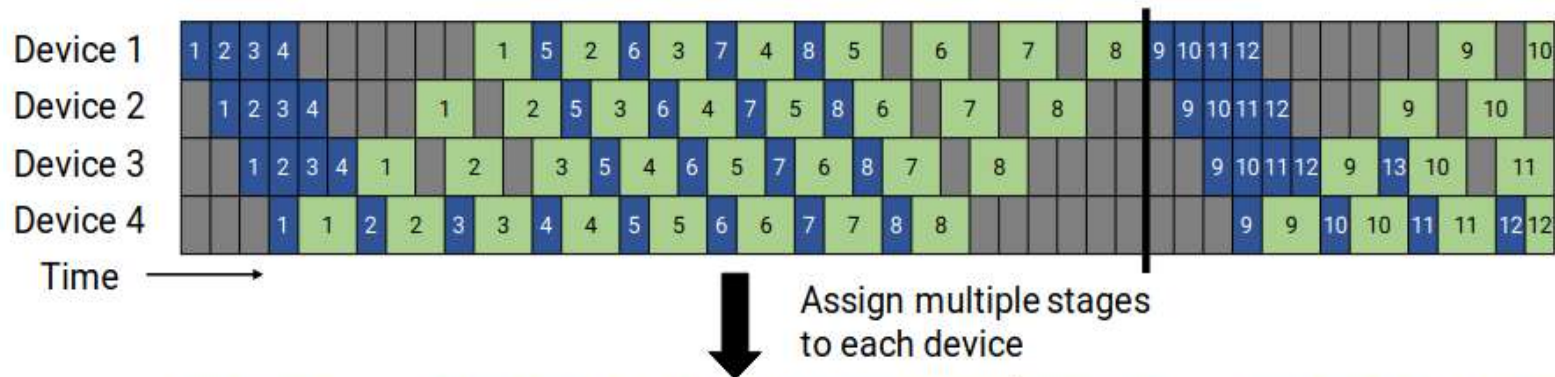 Device 1 1 2 3 4 1 5 2 6 3 7 4 8 5 6 7 8 9 10 11 12 9 10
Device 2 1 2 3 4 1 2 5 3 6 4 7 5 8 6 7 8 9 10 11 12 9 10
Device 3 1 2 3 4 1 2 3 5 4 6 5 7 6 8 7 8 9 10 11 12 9 13 10 11
Device 4 1 1 2 2 3 3 4 4 5 5 6 6 7 7 8 8 9 9 10 10 11 11 12 12
Time
Assign multiple stages
to each device